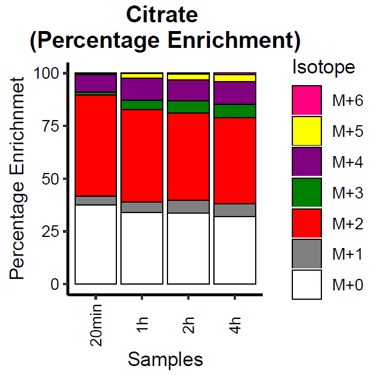 Citrate
(Percentage Enrichment)
Percentage Enrichnmet
100
75
50
25
0
20min
1h
2h
4h
Samples
Isotope
M+6
M+5
M+4
M+3
M+2
M+1
M+0